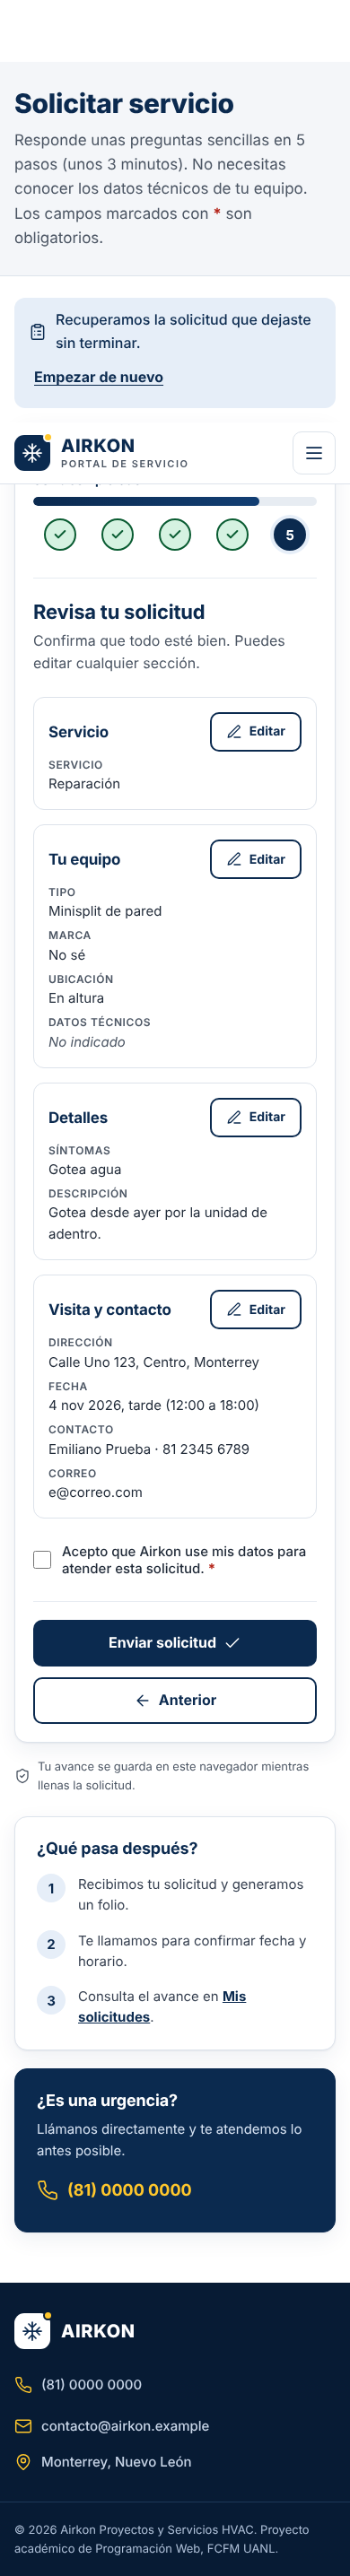 Solicitar servicio
Responde unas preguntas sencillas en 5
pasos (unos 3 minutos). No necesitas
conocer los datos técnicos de tu equipo.
Los campos marcados con * son
obligatorios.
Recuperamos la solicitud que dejaste
sin terminar.
Empezar de nuevo
AIRKON
PORTAL DE SERVICIO
5
Revisa tu solicitud
Confirma que todo esté bien. Puedes
editar cualquier sección.
Servicio
Editar
SERVICIO
Reparación
Tu equipo
Editar
TIPO
Minisplit de pared
MARCA
No sé
UBICACIÓN
En altura
DATOS TÉCNICOS
No indicado
Detalles
Editar
SÍNTOMAS
Gotea agua
DESCRIPCIÓN
Gotea desde ayer por la unidad de
adentro.
Visita y contacto
Editar
DIRECCIÓN
Calle Uno 123, Centro, Monterrey
FECHA
4 nov 2026, tarde (12:00 a 18:00)
CONTACTO
Emiliano Prueba · 81 2345 6789
CORREO
e@correo.com
Acepto que Airkon use mis datos para
atender esta solicitud. *
Enviar solicitud
Anterior
Tu avance se guarda en este navegador mientras
llenas la solicitud.
¿Qué pasa después?
1 Recibimos tu solicitud y generamos
un folio.
2 Te llamamos para confirmar fecha y
horario.
3 Consulta el avance en Mis
solicitudes.
¿Es una urgencia?
Llámanos directamente y te atendemos lo
antes posible.
(81) 0000 0000
AIRKON
(81) 0000 0000
contacto@airkon.example
Monterrey, Nuevo León
© 2026 Airkon Proyectos y Servicios HVAC. Proyecto
académico de Programación Web, FCFM UANL.